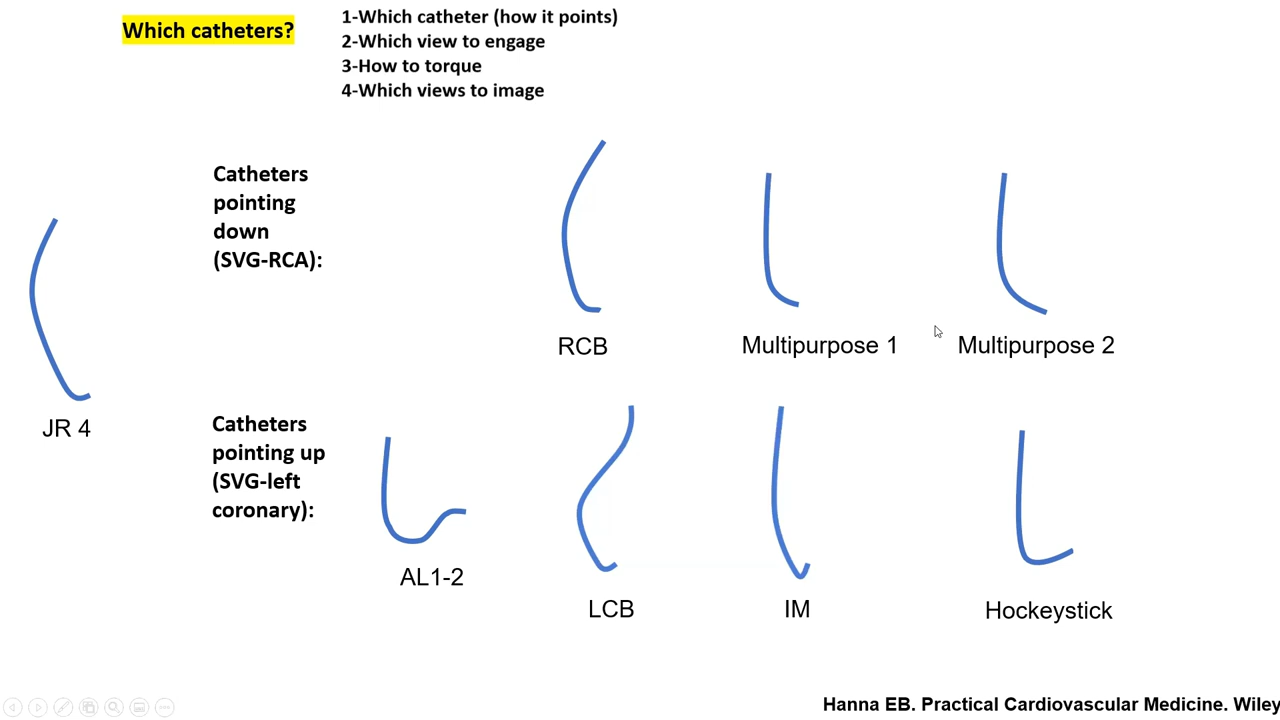 Which catheters?
1-Which catheter (how it points)
2-Which view to engage
3-How to torque
4-Which views to image
Catheters
pointing
down
(SVG-RCA):
RCB
Multipurpose 1
Multipurpose 2
JR 4
Catheters
pointing up
(SVG-left
coronary):
AL1-2
LCB
IM
Hockeystick
Hanna EB. Practical Cardiovascular Medicine. Wiley